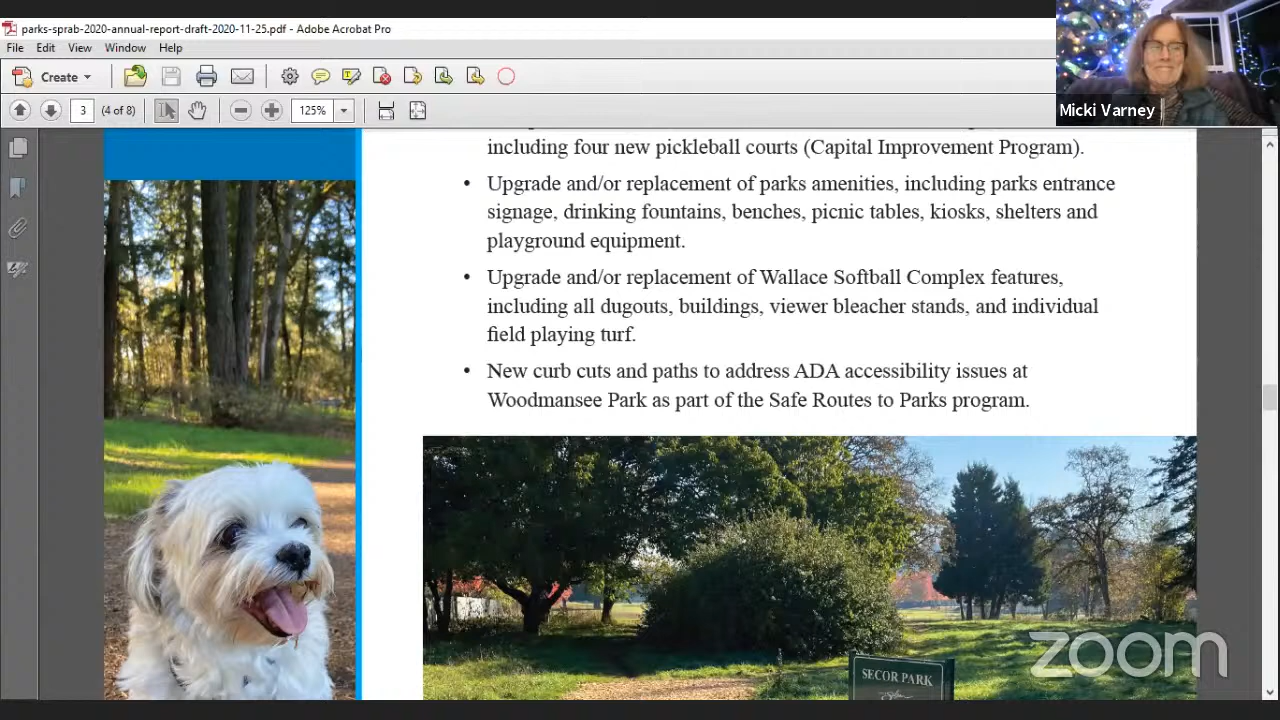 parks-sprab-2020-annual-report-draft-2020-11-25.pdf - Adobe Acrobat Pro
File Edit View Window Help
Create
3 (4 of 8) 125%
Micki Varney
including four new pickleball courts (Capital Improvement Program).
• Upgrade and/or replacement of parks amenities, including parks entrance
signage, drinking fountains, benches, picnic tables, kiosks, shelters and
playground equipment.
• Upgrade and/or replacement of Wallace Softball Complex features,
including all dugouts, buildings, viewer bleacher stands, and individual
field playing turf.
• New curb cuts and paths to address ADA accessibility issues at
Woodmansee Park as part of the Safe Routes to Parks program.
SECOR PARK
zoom